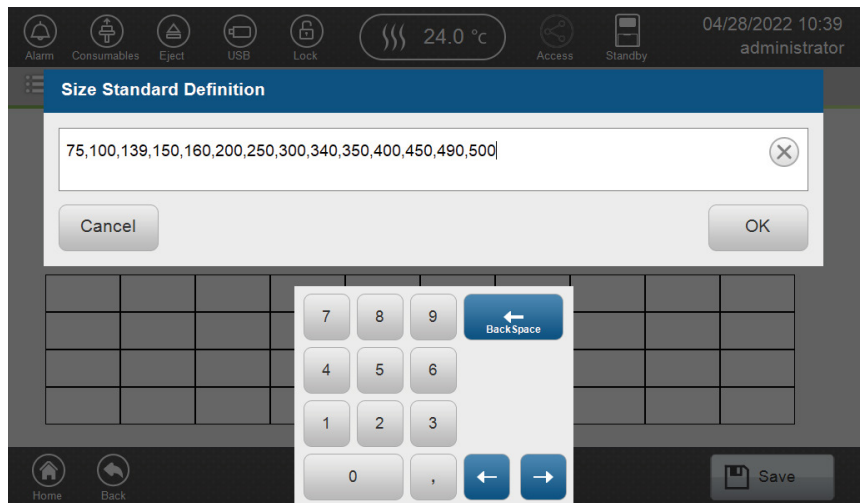 04/28/2022 10:39
24.0 °C
administrator
Alarm Consumables Eject USB Lock Access Standby
Size Standard Definition
75,100,139,150,160,200,250,300,340,350,400,450,490,500
Cancel OK
7 8 9 BackSpace
4 5 6
1 2 3
0 ,
Save
Home Back